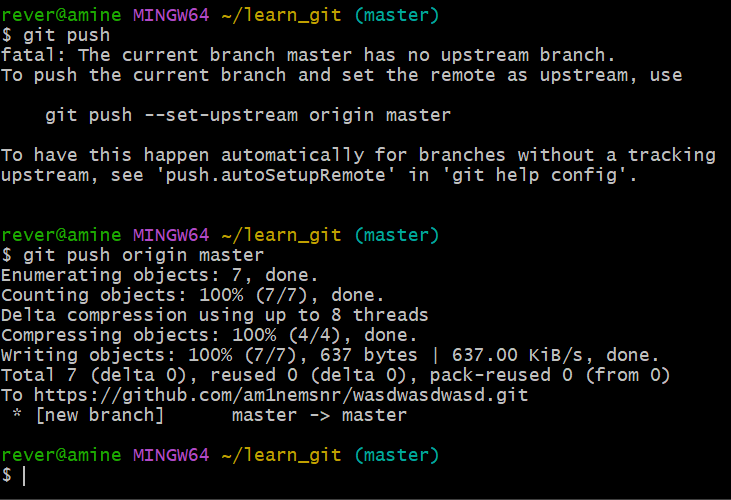 rever@amine MINGW64 ~/learn_git (master)
$ git push
fatal: The current branch master has no upstream branch.
To push the current branch and set the remote as upstream, use
    git push --set-upstream origin master
To have this happen automatically for branches without a tracking
upstream, see 'push.autoSetupRemote' in 'git help config'.
rever@amine MINGW64 ~/learn_git (master)
$ git push origin master
Enumerating objects: 7, done.
Counting objects: 100% (7/7), done.
Delta compression using up to 8 threads
Compressing objects: 100% (4/4), done.
Writing objects: 100% (7/7), 637 bytes | 637.00 KiB/s, done.
Total 7 (delta 0), reused 0 (delta 0), pack-reused 0 (from 0)
To https://github.com/am1nemsnr/wasdwasdwasd.git
 * [new branch]      master -> master
rever@amine MINGW64 ~/learn_git (master)
$